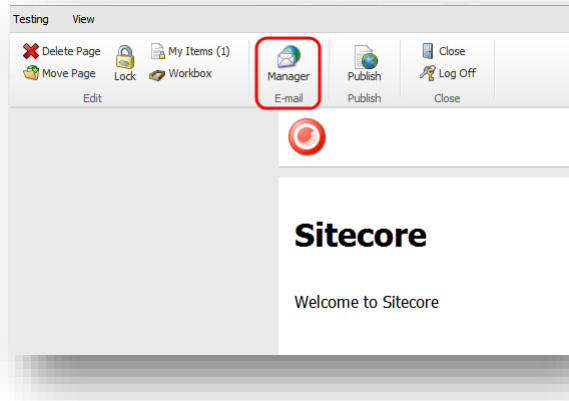 Testing View
Delete Page My Items (1) Close
Move Page Lock Workbox Manager Publish Log Off
Edit E-mail Publish Close
Sitecore
Welcome to Sitecore